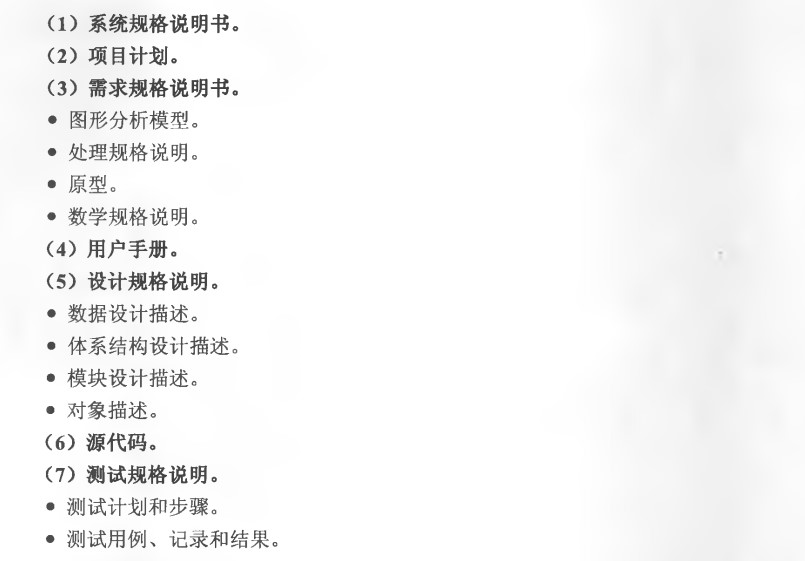 （1）系统规格说明书。
（2）项目计划。
（3）需求规格说明书。
● 图形分析模型。
● 处理规格说明。
● 原型。
● 数学规格说明。
（4）用户手册。
（5）设计规格说明。
● 数据设计描述。
● 体系结构设计描述。
● 模块设计描述。
● 对象描述。
（6）源代码。
（7）测试规格说明。
● 测试计划和步骤。
● 测试用例、记录和结果。